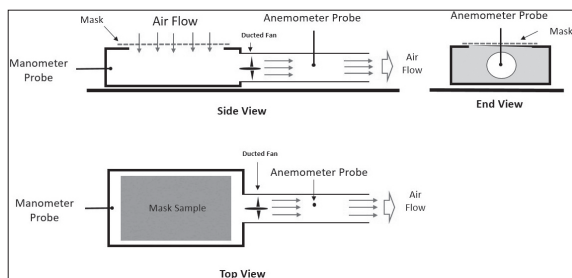 Mask
Air Flow
Ducted Fan
Anemometer Probe
Manometer
Probe
Air
Flow
Side View
Anemometer Probe
Mask
End View
Ducted Fan
Anemometer Probe
Manometer
Probe
Mask Sample
Air
Flow
Top View